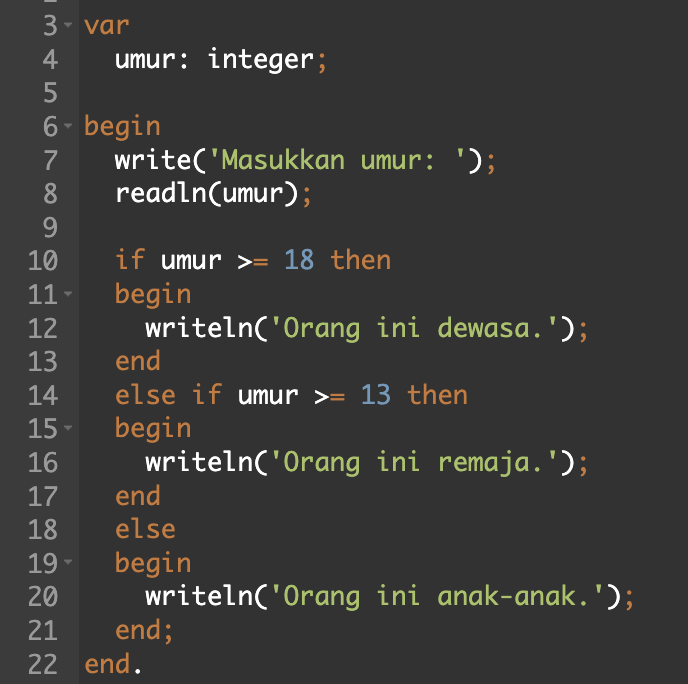 3 var
4   umur: integer;
5
6 begin
7   write('Masukkan umur: ');
8   readln(umur);
9
10   if umur >= 18 then
11   begin
12     writeln('Orang ini dewasa.');
13   end
14   else if umur >= 13 then
15   begin
16     writeln('Orang ini remaja.');
17   end
18   else
19   begin
20     writeln('Orang ini anak-anak.');
21   end;
22 end.